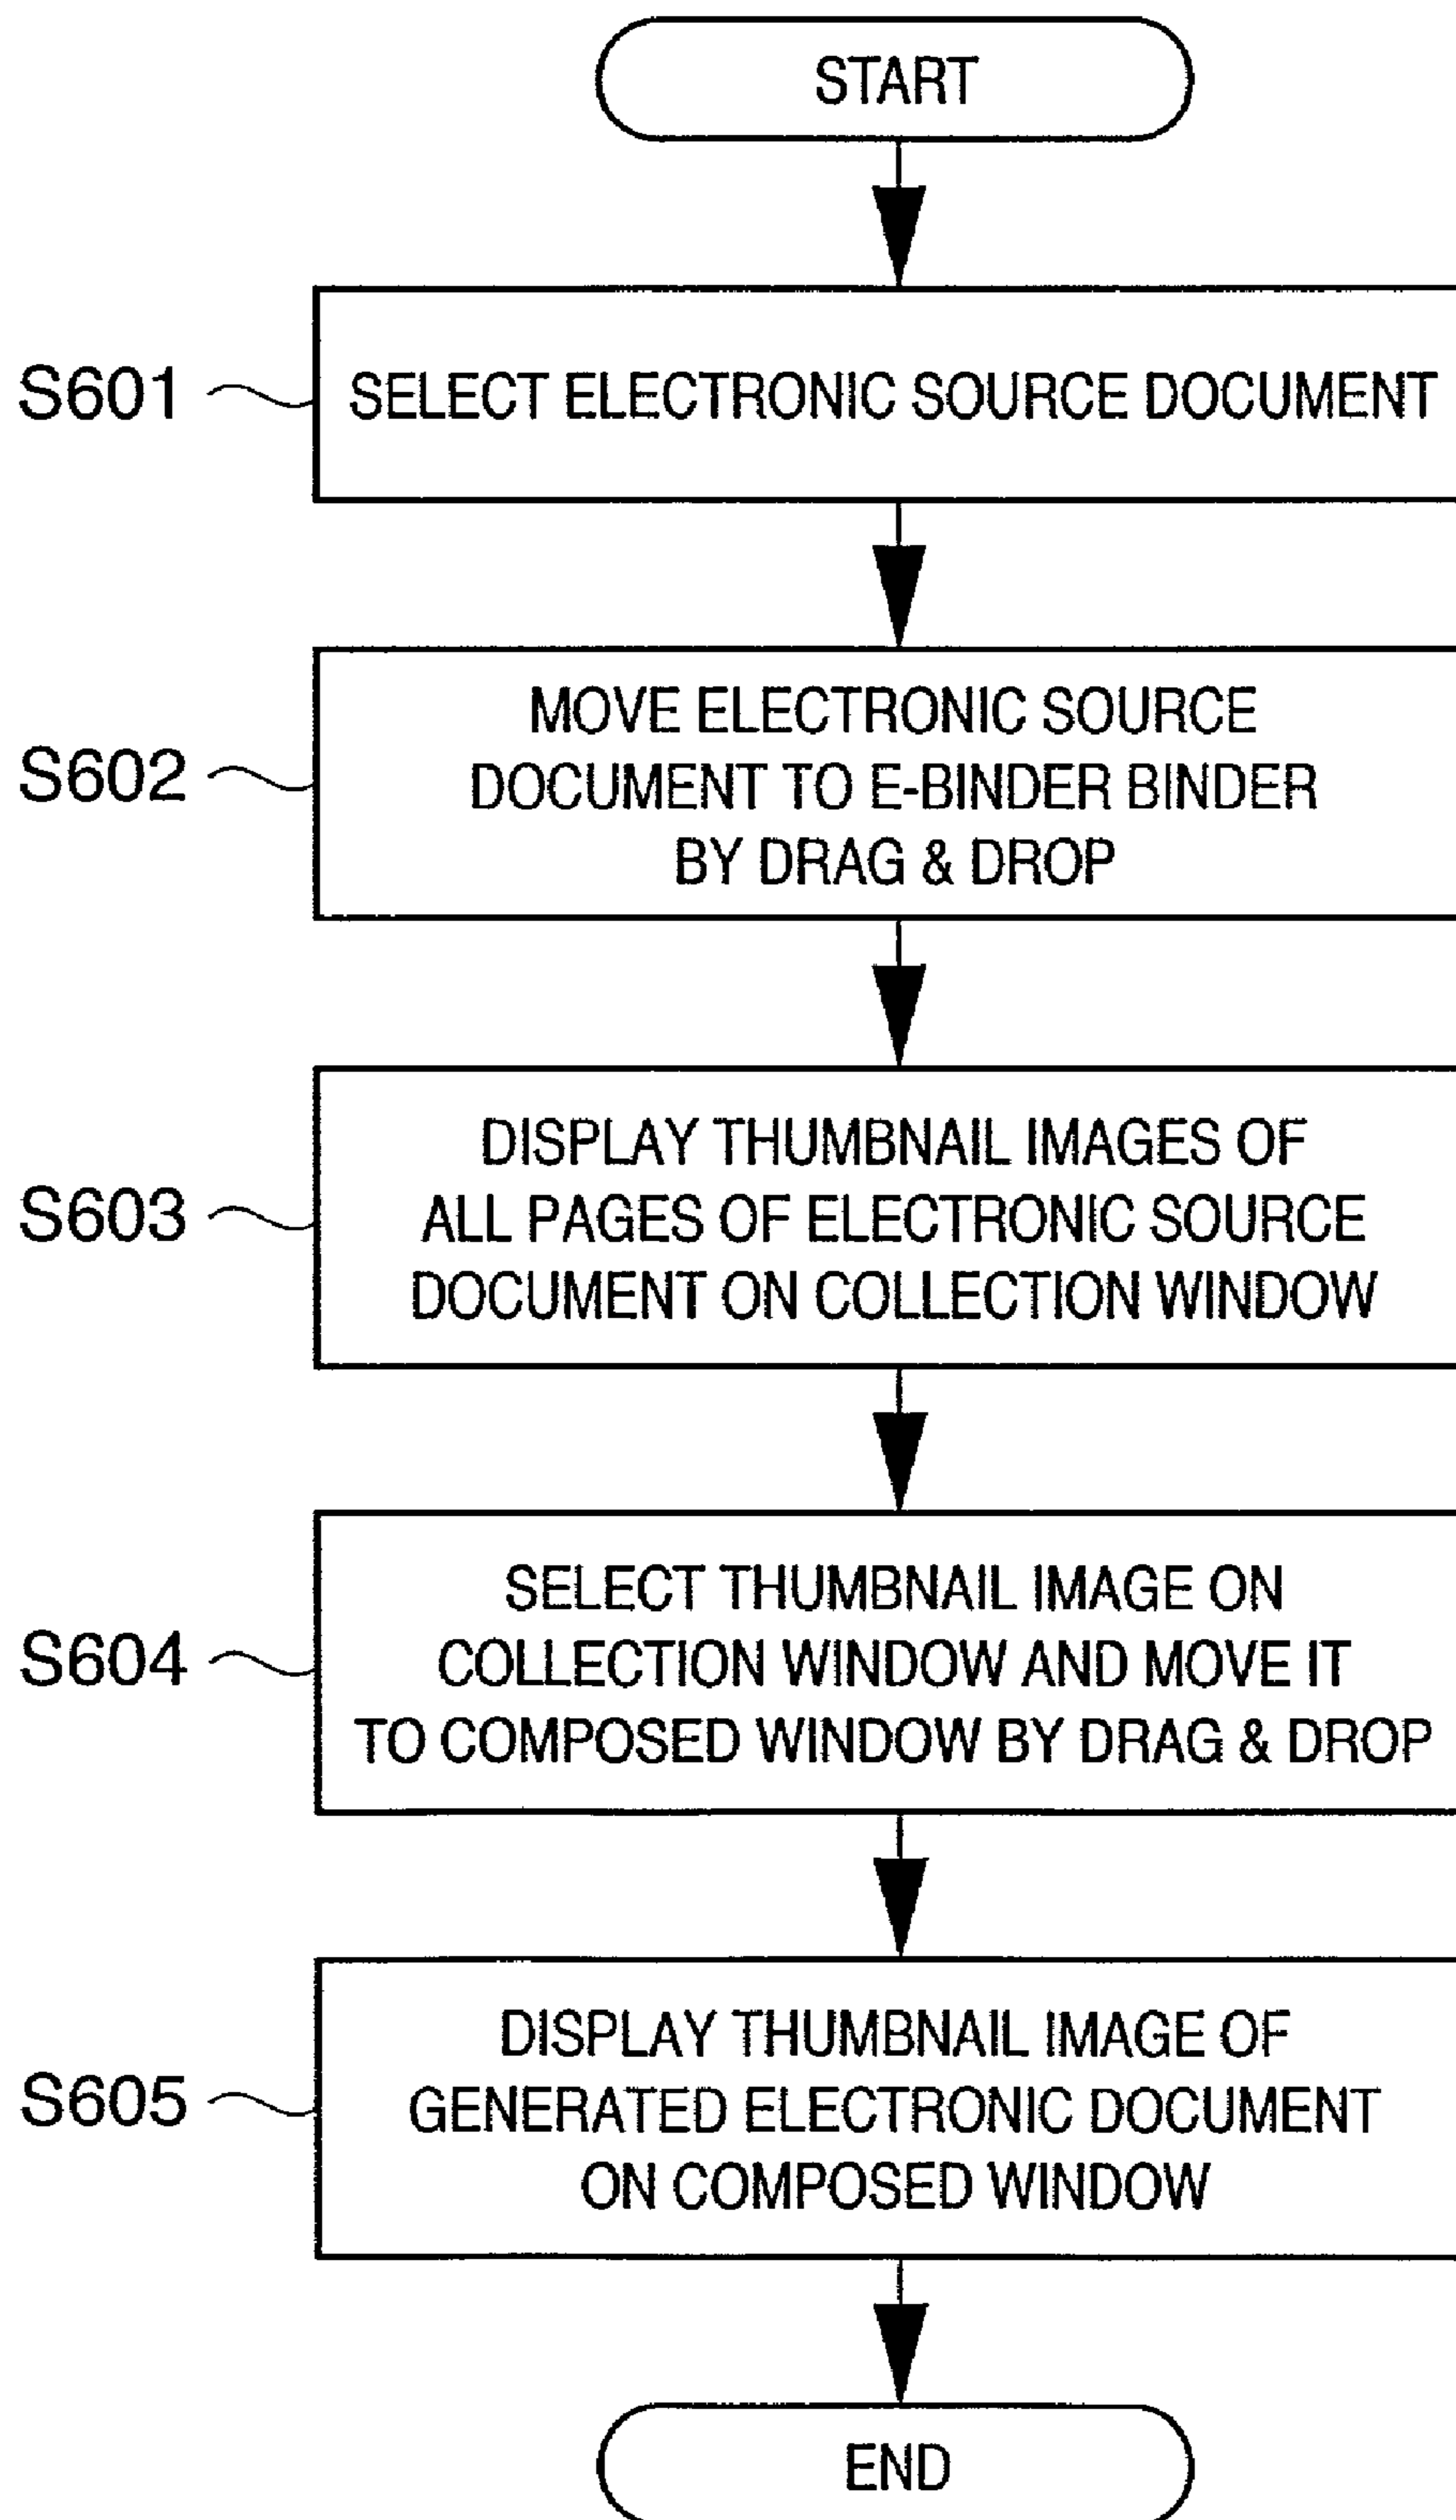 START
S601
SELECT ELECTRONIC SOURCE DOCUMENT
S602
MOVE ELECTRONIC SOURCE
DOCUMENT TO E-BINDER BINDER
BY DRAG & DROP
S603
DISPLAY THUMBNAIL IMAGES OF
ALL PAGES OF ELECTRONIC SOURCE
DOCUMENT ON COLLECTION WINDOW
S604
SELECT THUMBNAIL IMAGE ON
COLLECTION WINDOW AND MOVE IT
TO COMPOSED WINDOW BY DRAG & DROP
S605
DISPLAY THUMBNAIL IMAGE OF
GENERATED ELECTRONIC DOCUMENT
ON COMPOSED WINDOW
END